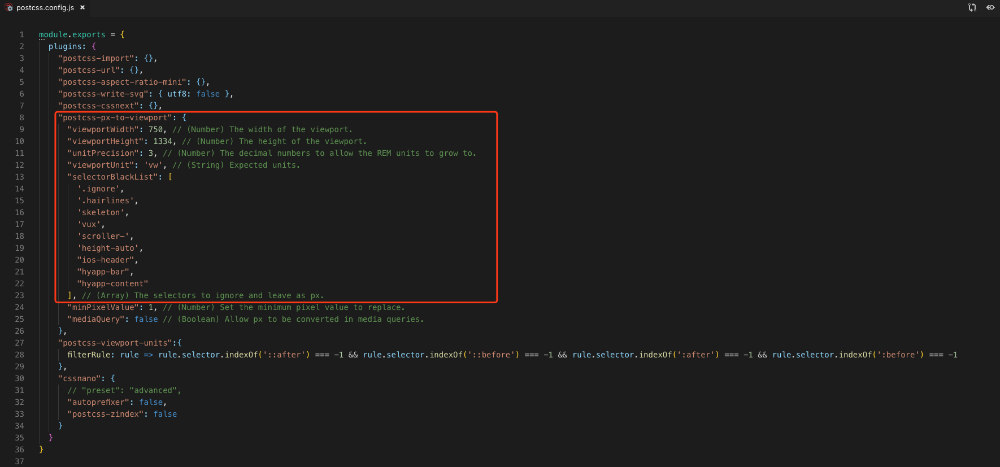 postcss.config.js ×
1 module.exports = {
2 plugins: {
3 "postcss-import": {},
4 "postcss-url": {},
5 "postcss-aspect-ratio-mini": {},
6 "postcss-write-svg": { utf8: false },
7 "postcss-cssnext": {},
8 "postcss-px-to-viewport": {
9 "viewportWidth": 750, // (Number) The width of the viewport.
10 "viewportHeight": 1334, // (Number) The height of the viewport.
11 "unitPrecision": 3, // (Number) The decimal numbers to allow the REM units to grow to.
12 "viewportUnit": 'vw', // (String) Expected units.
13 "selectorBlackList": [
14 '.ignore',
15 '.hairlines',
16 'skeleton',
17 'vux',
18 'scroller-',
19 'height-auto',
20 "ios-header",
21 "hyapp-bar",
22 "hyapp-content"
23 ], // (Array) The selectors to ignore and leave as px.
24 "minPixelValue": 1, // (Number) Set the minimum pixel value to replace.
25 "mediaQuery": false // (Boolean) Allow px to be converted in media queries.
26 },
27 "postcss-viewport-units":{
28 filterRule: rule => rule.selector.indexOf('::after') === -1 && rule.selector.indexOf('::before') === -1 && rule.selector.indexOf(':after') === -1 && rule.selector.indexOf(':before') === -1
29 },
30 "cssnano": {
31 // "preset": "advanced",
32 "autoprefixer": false,
33 "postcss-zindex": false
34 }
35 }
36 }
37